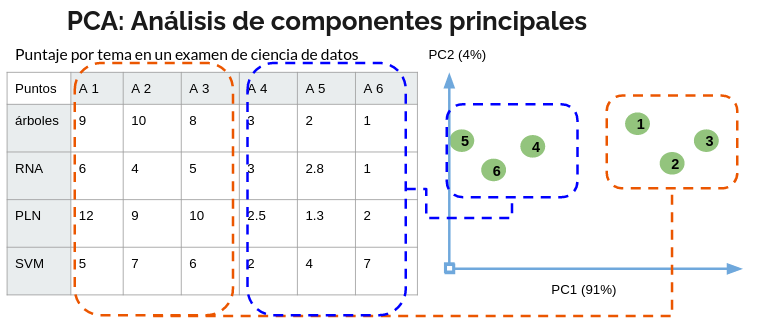 PCA: Análisis de componentes principales
Puntaje por tema en un examen de ciencia de datos
Puntos A 1 A 2 A 3 A 4 A 5 A 6
árboles 9 10 8 3 2 1
RNA 6 4 5 3 2.8 1
PLN 12 9 10 2.5 1.3 2
SVM 5 7 6 2 4 7
PC2 (4%)
5 4 6
1 3 2
PC1 (91%)